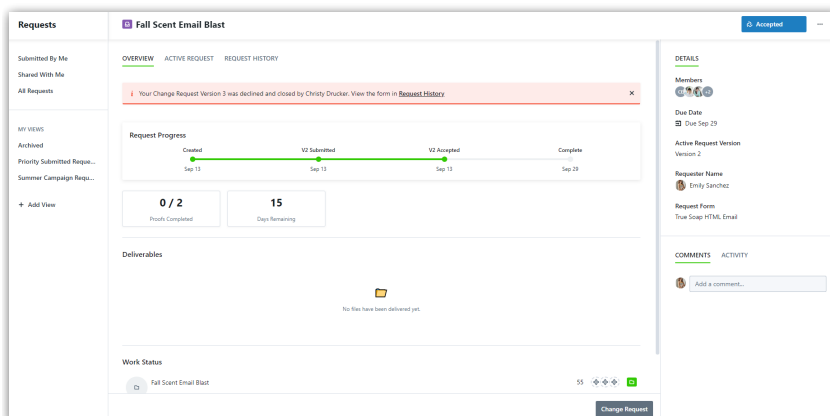 Requests
Fall Scent Email Blast
Accepted
Submitted By Me
Shared With Me
All Requests
MY VIEWS
Archived
Priority Submitted Reque...
Summer Campaign Requ...
+ Add View
OVERVIEW ACTIVE REQUEST REQUEST HISTORY
Your Change Request Version 3 was declined and closed by Christy Drucker. View the form in Request History
Request Progress
Created V2 Submitted V2 Accepted Complete
Sep 13 Sep 13 Sep 13 Sep 29
0 / 2 15
Proofs Completed Days Remaining
Deliverables
No files have been delivered yet.
Work Status
Fall Scent Email Blast 55
Change Request
DETAILS
Members
+2
Due Date
Due Sep 29
Active Request Version
Version 2
Requester Name
Emily Sanchez
Request Form
True Soap HTML Email
COMMENTS ACTIVITY
Add a comment...